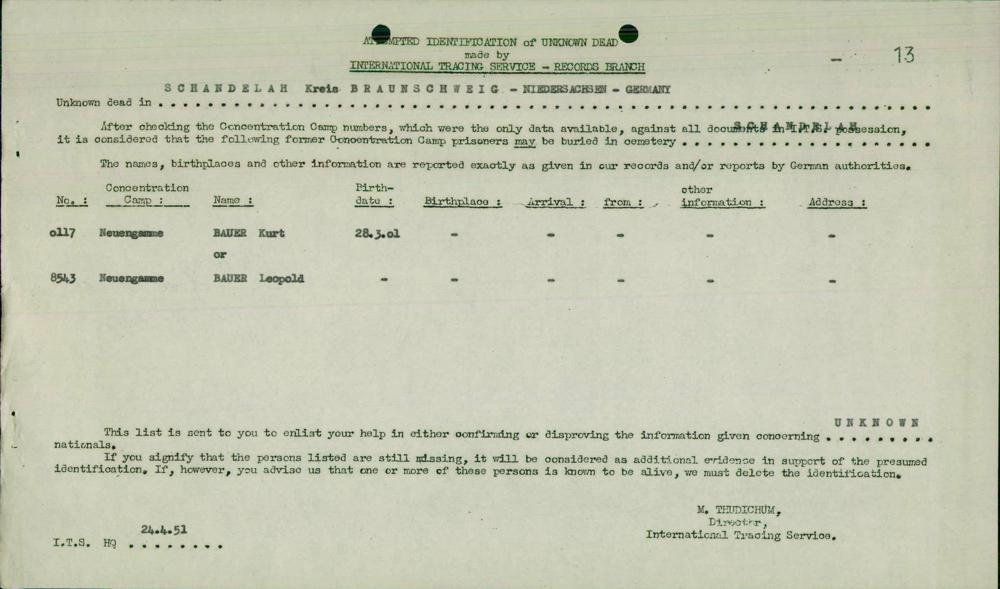 ATTEMPTED IDENTIFICATION of UNKNOWN DEAD
made by
INTERNATIONAL TRACING SERVICE - RECORDS BRANCH
- 13
S C H A N D E L A H Kreis B R A U N S C H W E I G - NIEDERSACHSEN - GERMANY
Unknown dead in . . . . . . . . . . . . . . . . . . . . . . . . . . . . . . . . . . . . . . . . . . . .
After checking the Concentration Camp numbers, which were the only data available, against all documents in I.T.S. possession,
S C H A N D E L A H
it is considered that the following former Concentration Camp prisoners may be buried in cemetery . . . . . . . . . . . . . . .
The names, birthplaces and other information are reported exactly as given in our records and/or reports by German authorities.
No. : Concentration Camp : Name : Birth-date : Birthplace : Arrival : from : other information : Address :
o117 Neuengamme BAUER Kurt 28.3.o1 - - - - -
or
8543 Neuengamme BAUER Leopold - - - - - -
U N K N O W N
This list is sent to you to enlist your help in either confirming or disproving the information given concerning . . . . . . . . .
nationals.
If you signify that the persons listed are still missing, it will be considered as additional evidence in support of the presumed
identification. If, however, you advise us that one or more of these persons is known to be alive, we must delete the identification.
M. THUDICHUM,
Director,
International Tracing Service.
24.4.51
I.T.S. HQ . . . . . . . .